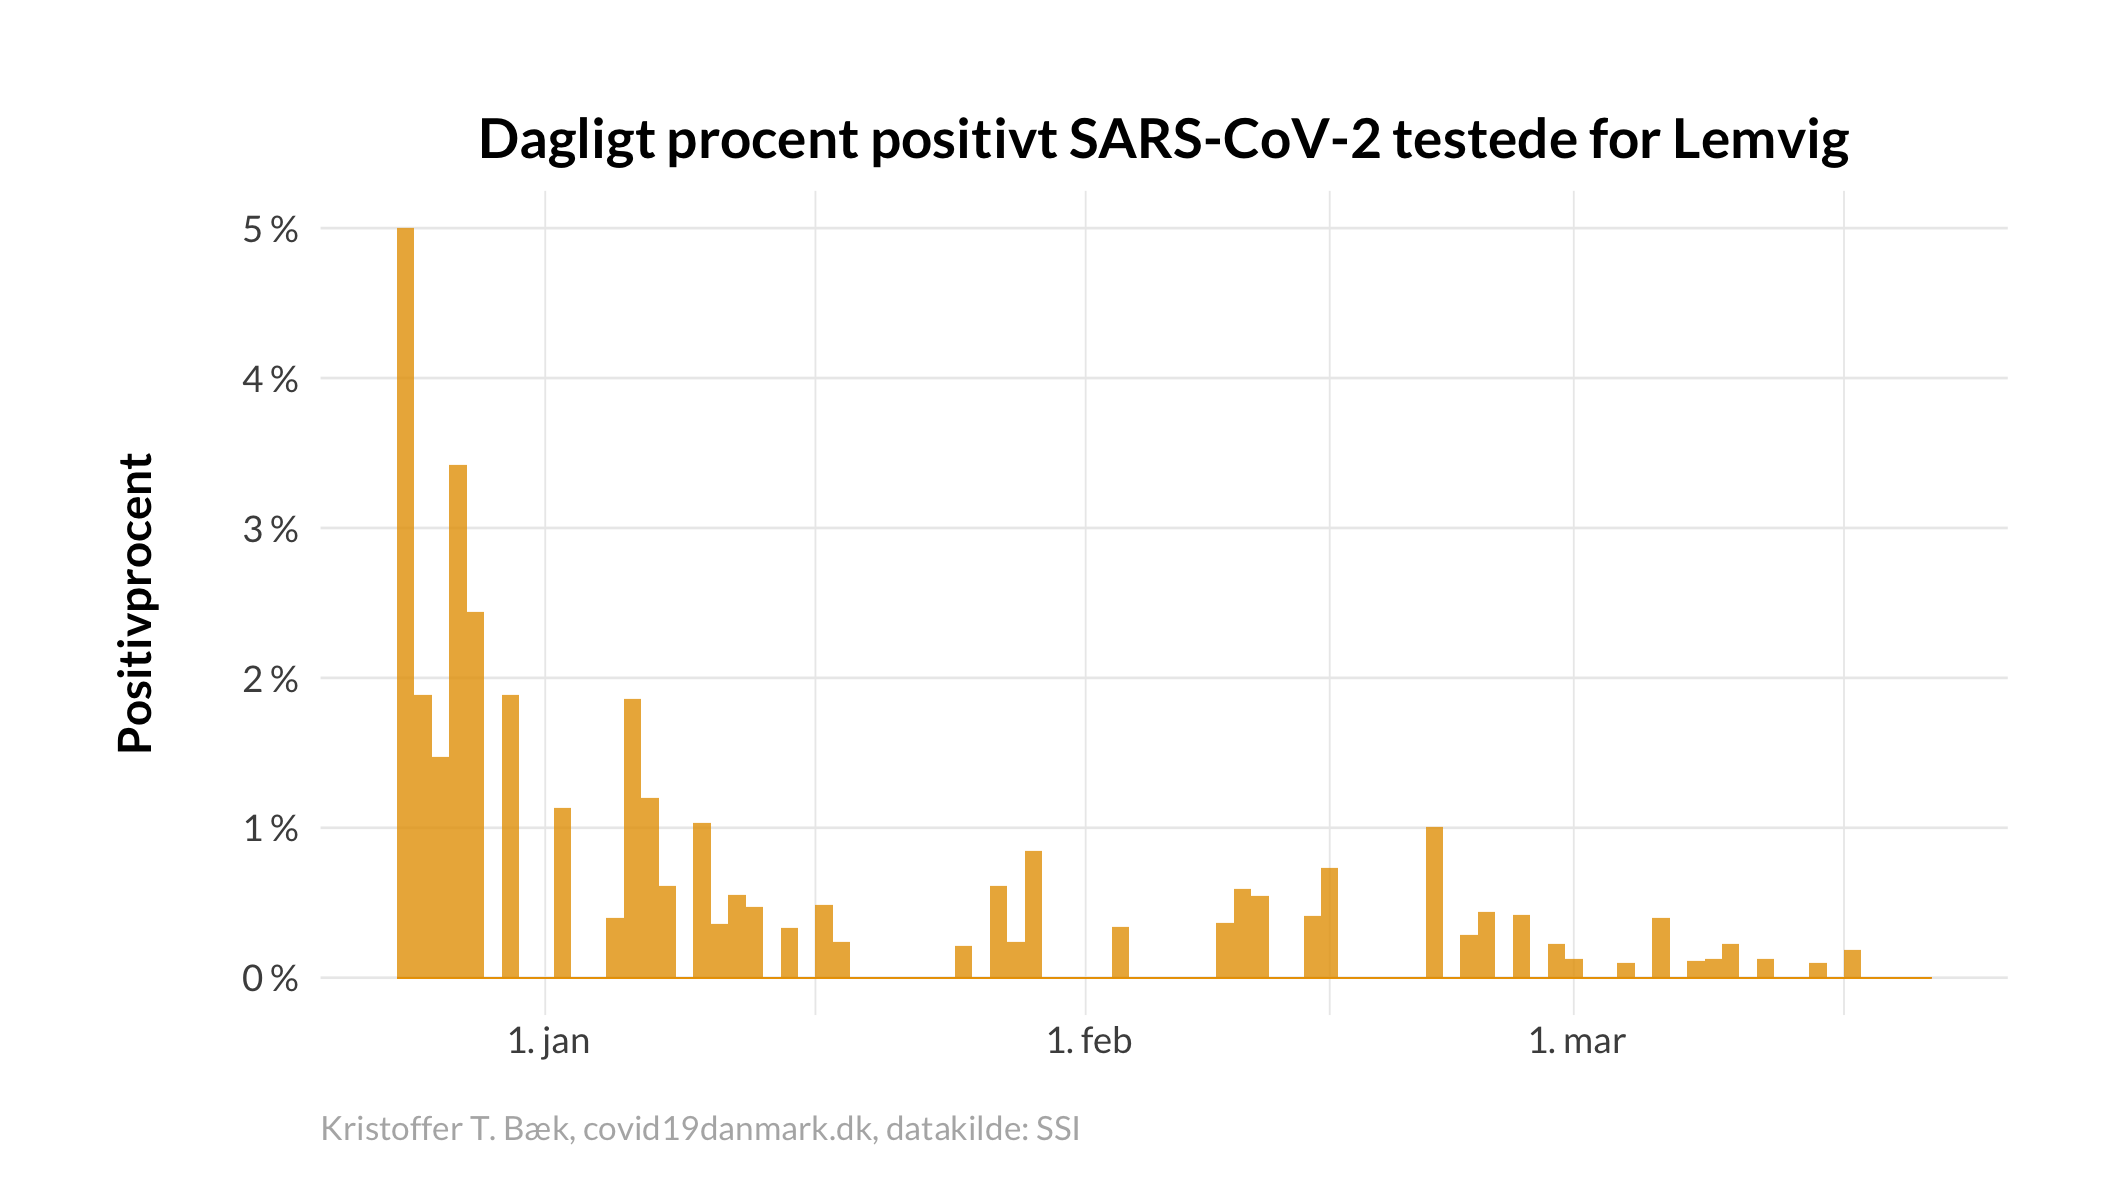 Dagligt procent positivt SARS-CoV-2 testede for Lemvig
Positivprocent
5 %
4 %
3 %
2 %
1 %
0 %
1. jan
1. feb
1. mar
Kristoffer T. Bæk, covid19danmark.dk, datakilde: SSI